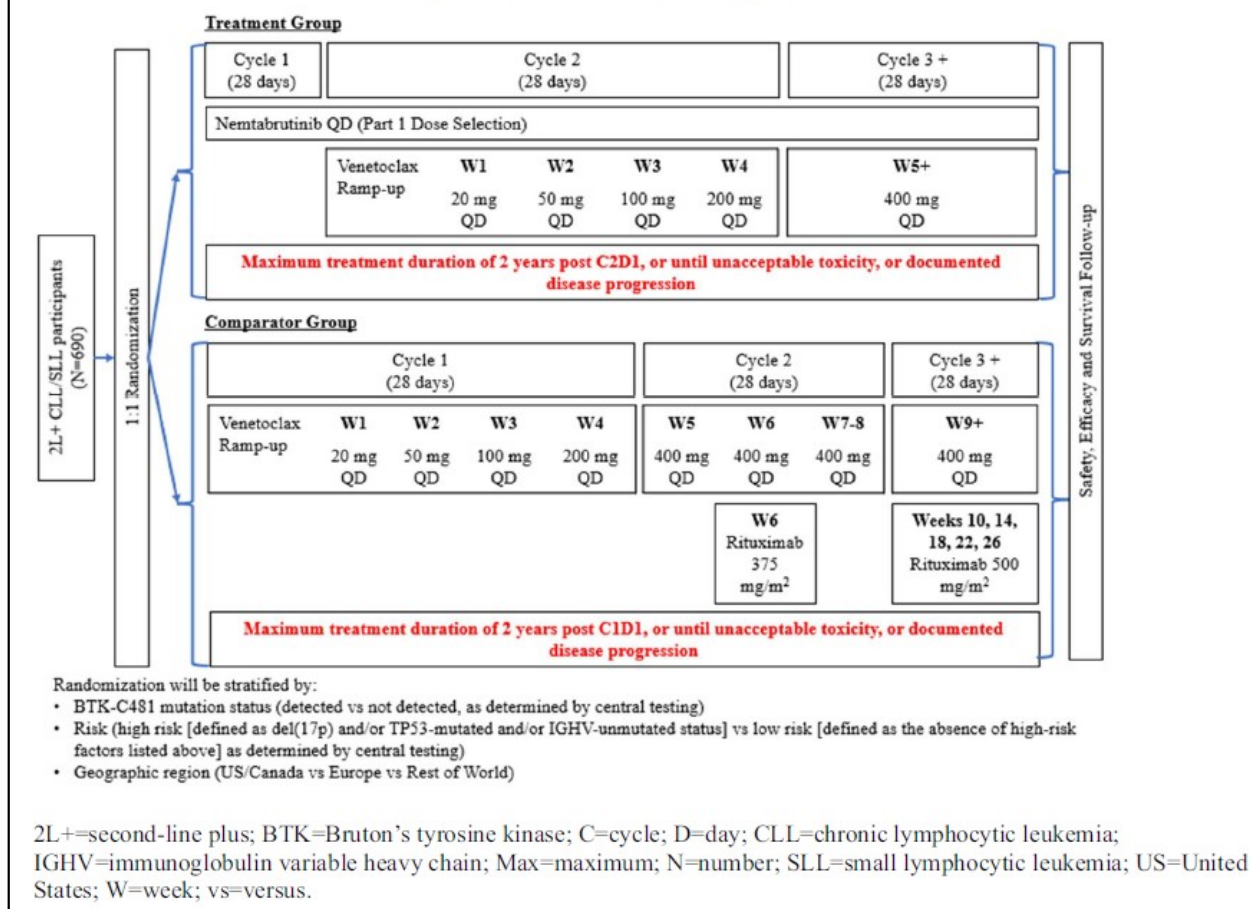 Treatment Group
Cycle 1
(28 days)
Cycle 2
(28 days)
Cycle 3 +
(28 days)
Nemtabrutinib QD (Part 1 Dose Selection)
Venetoclax
Ramp-up
W1
20 mg
QD
W2
50 mg
QD
W3
100 mg
QD
W4
200 mg
QD
W5+
400 mg
QD
Maximum treatment duration of 2 years post C2D1, or until unacceptable toxicity, or documented
disease progression
2L+ CLL/SLL participants
(N=690)
1:1 Randomization
Comparator Group
Cycle 1
(28 days)
Cycle 2
(28 days)
Cycle 3 +
(28 days)
Venetoclax
Ramp-up
W1
20 mg
QD
W2
50 mg
QD
W3
100 mg
QD
W4
200 mg
QD
W5
400 mg
QD
W6
400 mg
QD
W7-8
400 mg
QD
W9+
400 mg
QD
W6
Rituximab
375
mg/m²
Weeks 10, 14,
18, 22, 26
Rituximab 500
mg/m²
Maximum treatment duration of 2 years post C1D1, or until unacceptable toxicity, or documented
disease progression
Safety, Efficacy and Survival Follow-up
Randomization will be stratified by:
• BTK-C481 mutation status (detected vs not detected, as determined by central testing)
• Risk (high risk [defined as del(17p) and/or TP53-mutated and/or IGHV-unmutated status] vs low risk [defined as the absence of high-risk
factors listed above] as determined by central testing)
• Geographic region (US/Canada vs Europe vs Rest of World)
2L+=second-line plus; BTK=Bruton's tyrosine kinase; C=cycle; D=day; CLL=chronic lymphocytic leukemia;
IGHV=immunoglobulin variable heavy chain; Max=maximum; N=number; SLL=small lymphocytic leukemia; US=United
States; W=week; vs=versus.